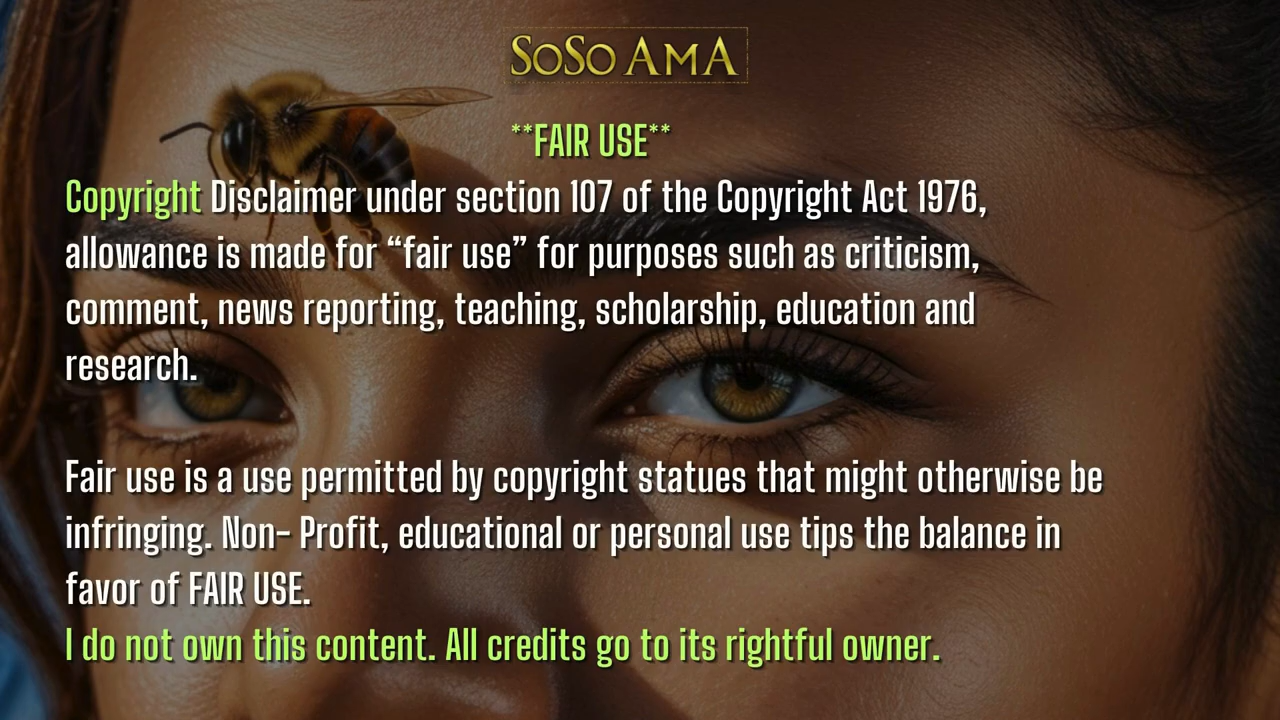 SoSo AmA
**FAIR USE**
Copyright Disclaimer under section 107 of the Copyright Act 1976,
allowance is made for “fair use” for purposes such as criticism,
comment, news reporting, teaching, scholarship, education and
research.
Fair use is a use permitted by copyright statues that might otherwise be
infringing. Non- Profit, educational or personal use tips the balance in
favor of FAIR USE.
I do not own this content. All credits go to its rightful owner.